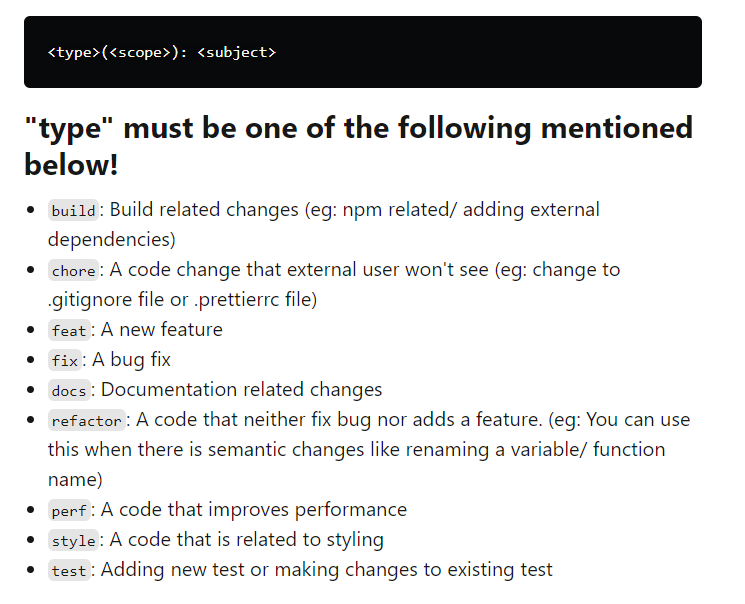 <type>(<scope>): <subject>
"type" must be one of the following mentioned
below!
build: Build related changes (eg: npm related/ adding external
dependencies)
chore: A code change that external user won't see (eg: change to
.gitignore file or .prettierrc file)
feat: A new feature
fix: A bug fix
docs: Documentation related changes
refactor: A code that neither fix bug nor adds a feature. (eg: You can use
this when there is semantic changes like renaming a variable/ function
name)
perf: A code that improves performance
style: A code that is related to styling
test: Adding new test or making changes to existing test